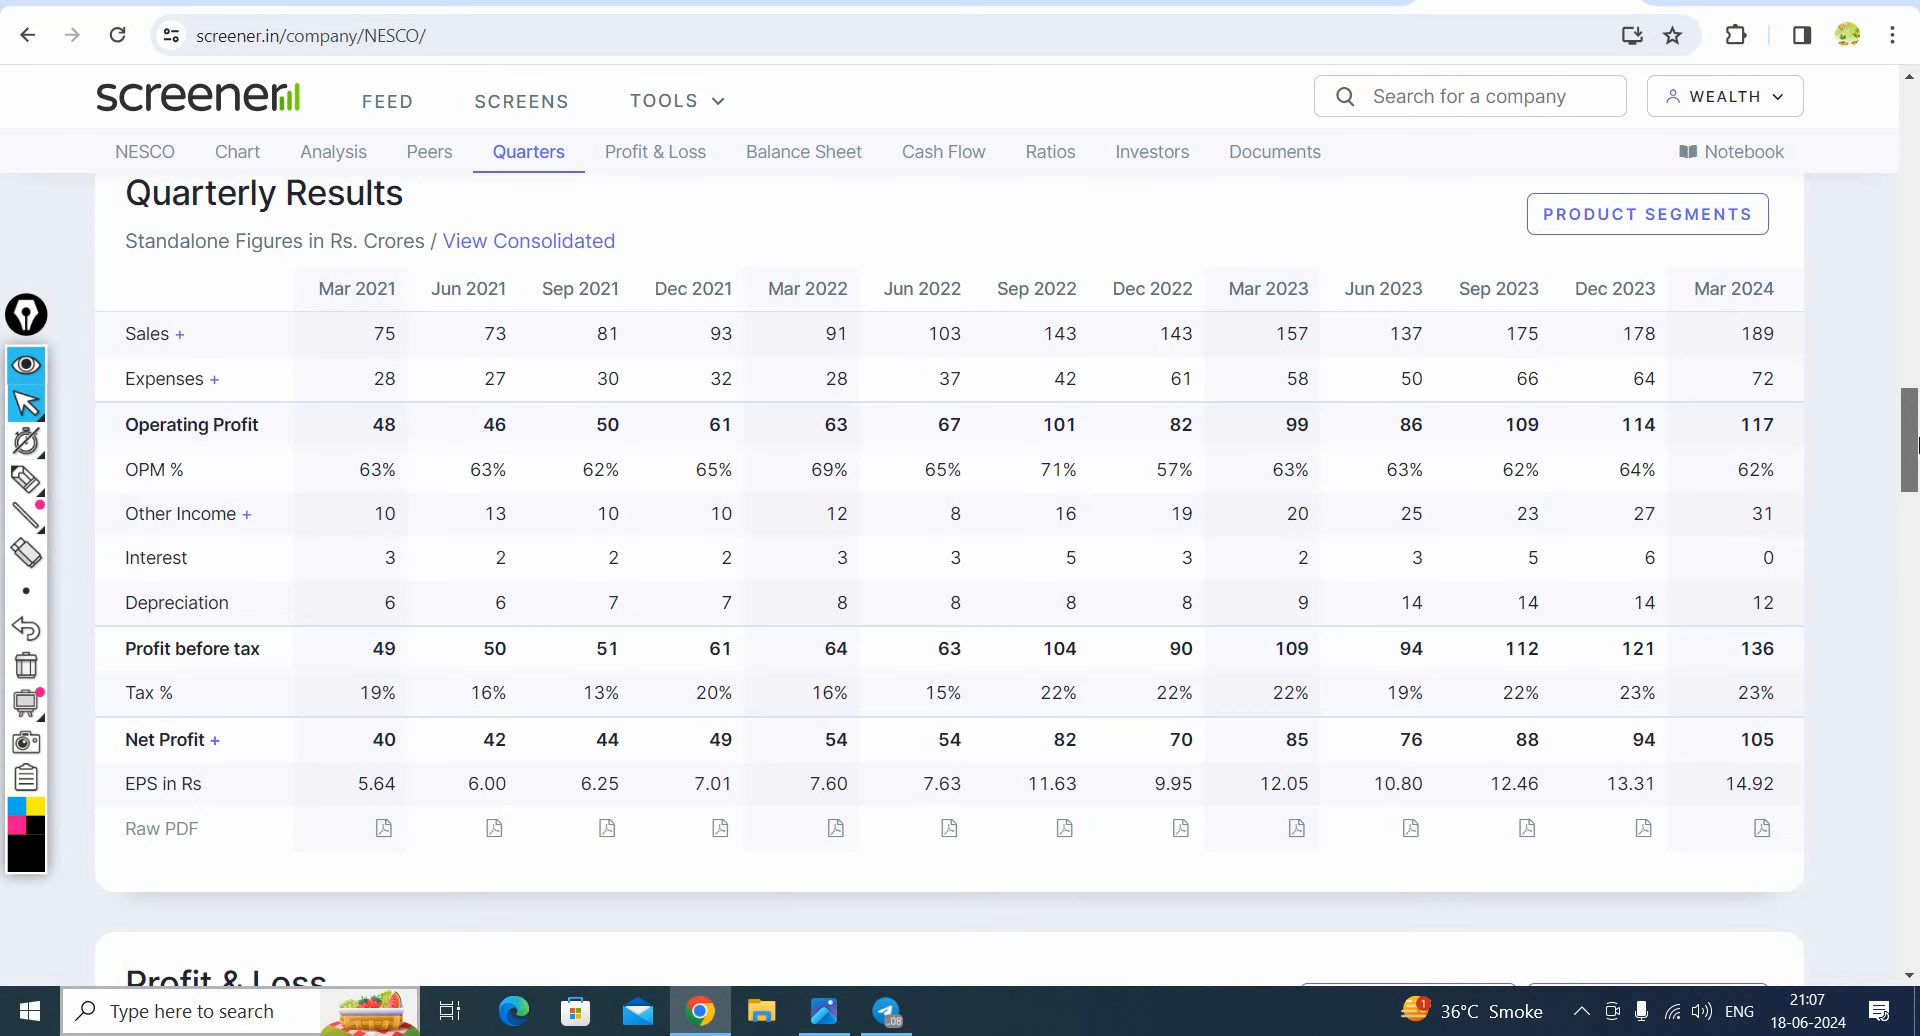 screener.in/company/NESCO/
screener
FEED SCREENS TOOLS
Search for a company
WEALTH
NESCO Chart Analysis Peers Quarters Profit & Loss Balance Sheet Cash Flow Ratios Investors Documents Notebook
Quarterly Results
PRODUCT SEGMENTS
Standalone Figures in Rs. Crores / View Consolidated
Mar 2021 Jun 2021 Sep 2021 Dec 2021 Mar 2022 Jun 2022 Sep 2022 Dec 2022 Mar 2023 Jun 2023 Sep 2023 Dec 2023 Mar 2024
Sales + 75 73 81 93 91 103 143 143 157 137 175 178 189
Expenses + 28 27 30 32 28 37 42 61 58 50 66 64 72
Operating Profit 48 46 50 61 63 67 101 82 99 86 109 114 117
OPM % 63% 63% 62% 65% 69% 65% 71% 57% 63% 63% 62% 64% 62%
Other Income + 10 13 10 10 12 8 16 19 20 25 23 27 31
Interest 3 2 2 2 3 3 5 3 2 3 5 6 0
Depreciation 6 6 7 7 8 8 8 8 9 14 14 14 12
Profit before tax 49 50 51 61 64 63 104 90 109 94 112 121 136
Tax % 19% 16% 13% 20% 16% 15% 22% 22% 22% 19% 22% 23% 23%
Net Profit + 40 42 44 49 54 54 82 70 85 76 88 94 105
EPS in Rs 5.64 6.00 6.25 7.01 7.60 7.63 11.63 9.95 12.05 10.80 12.46 13.31 14.92
Raw PDF
Profit & Loss
Type here to search
08
1
36°C Smoke
ENG
21:07
18-06-2024